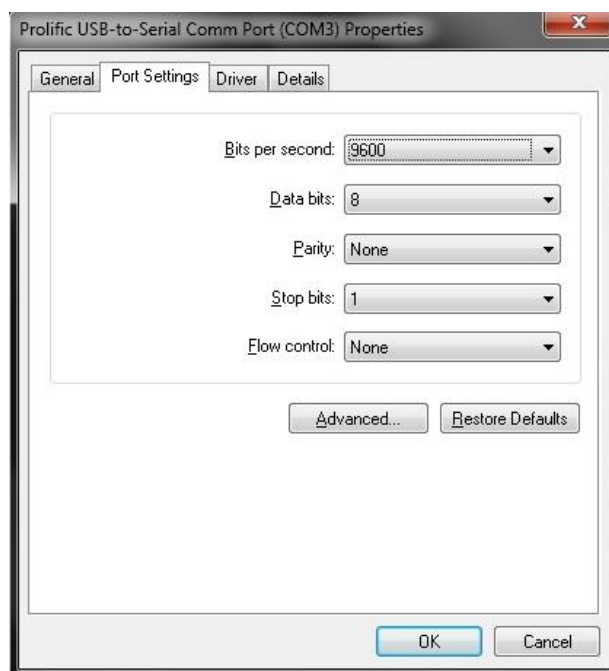 Prolific USB-to-Serial Comm Port (COM3) Properties
General Port Settings Driver Details
Bits per second: 9600
Data bits: 8
Parity: None
Stop bits: 1
Flow control: None
Advanced... Restore Defaults
OK Cancel